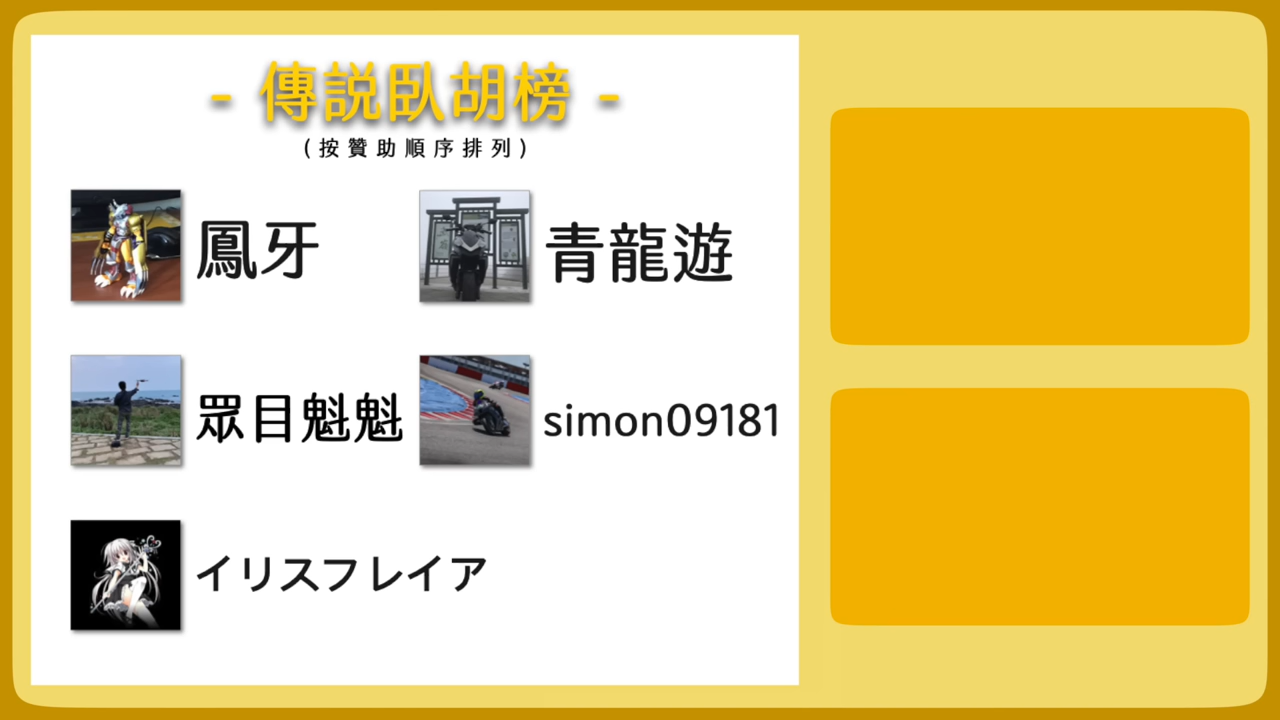 - 傳説臥胡榜 -
(按贊助順序排列)
鳳牙
青龍遊
眾目魁魁
simon09181
イリスフレイア